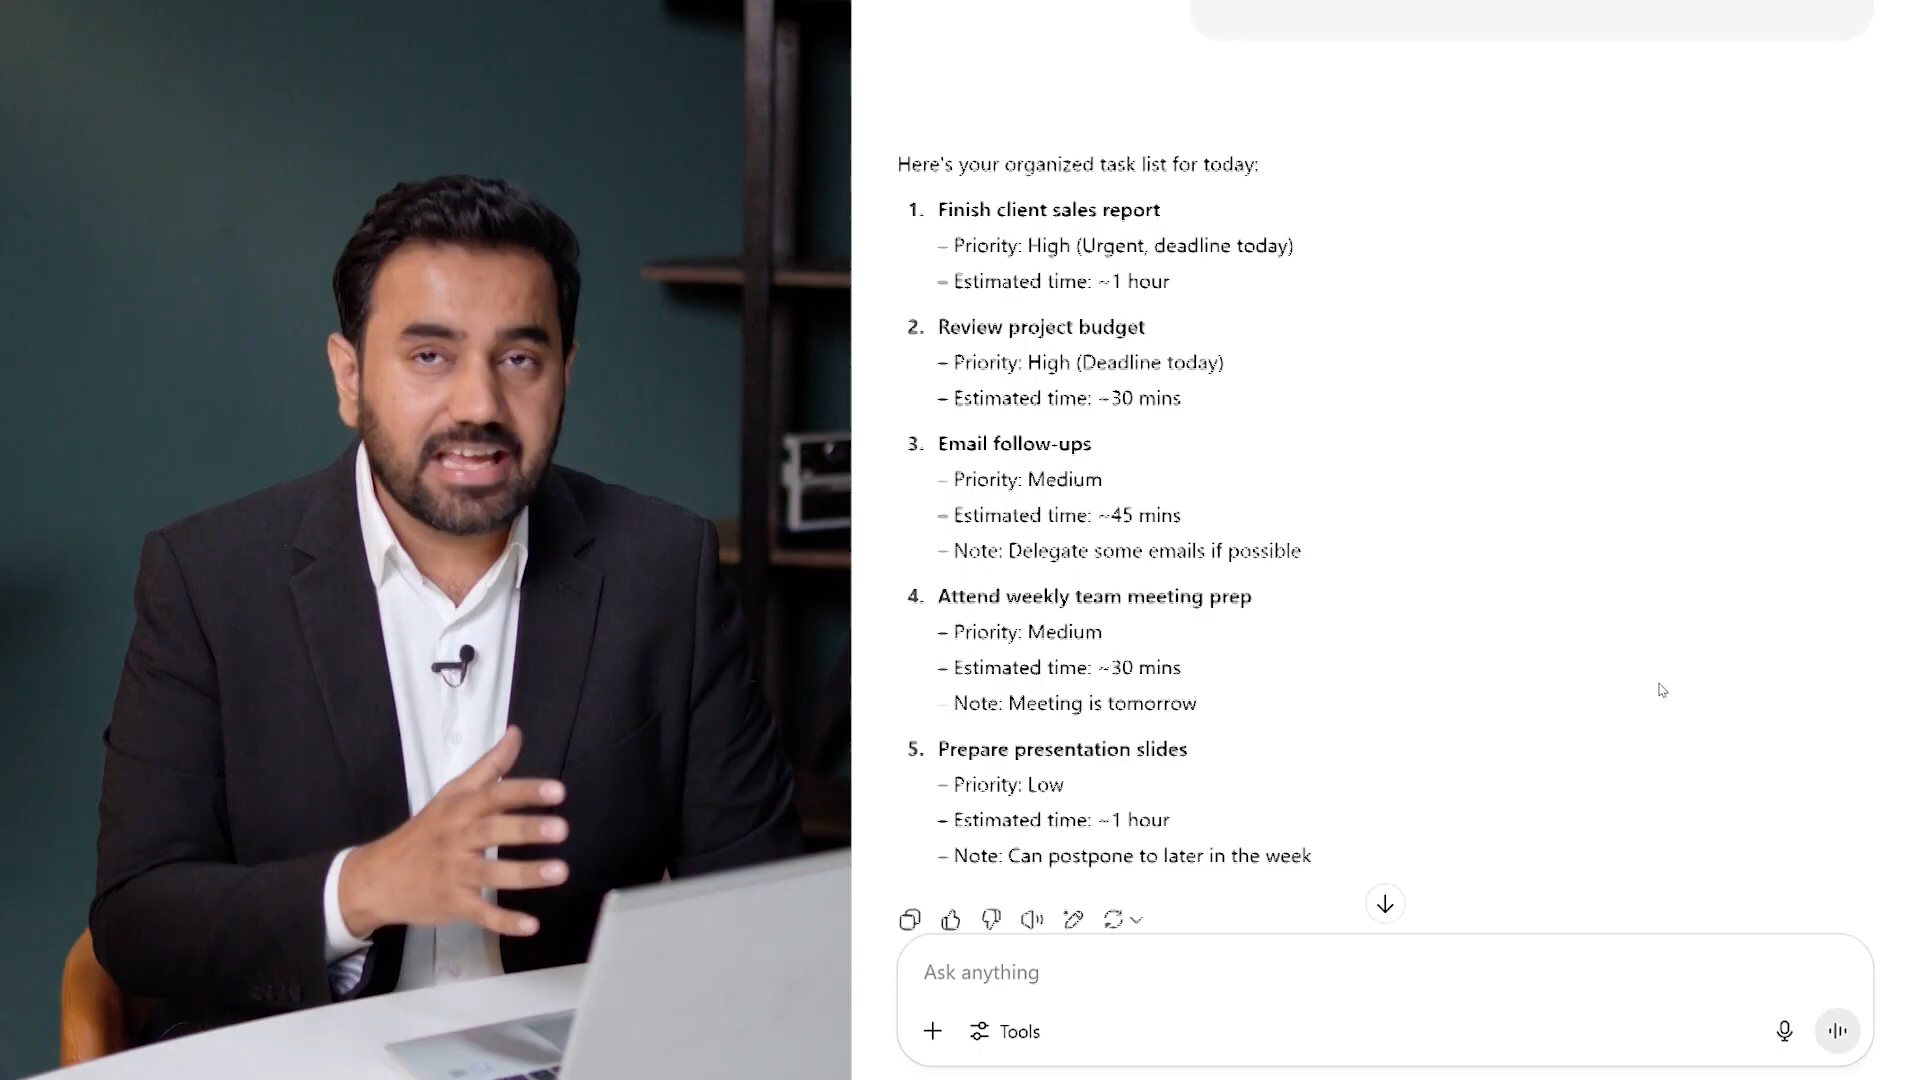 Here's your organized task list for today:
1. Finish client sales report
– Priority: High (Urgent, deadline today)
– Estimated time: ~1 hour
2. Review project budget
– Priority: High (Deadline today)
– Estimated time: ~30 mins
3. Email follow-ups
– Priority: Medium
– Estimated time: ~45 mins
– Note: Delegate some emails if possible
4. Attend weekly team meeting prep
– Priority: Medium
– Estimated time: ~30 mins
– Note: Meeting is tomorrow
5. Prepare presentation slides
– Priority: Low
– Estimated time: ~1 hour
– Note: Can postpone to later in the week
Ask anything
Tools